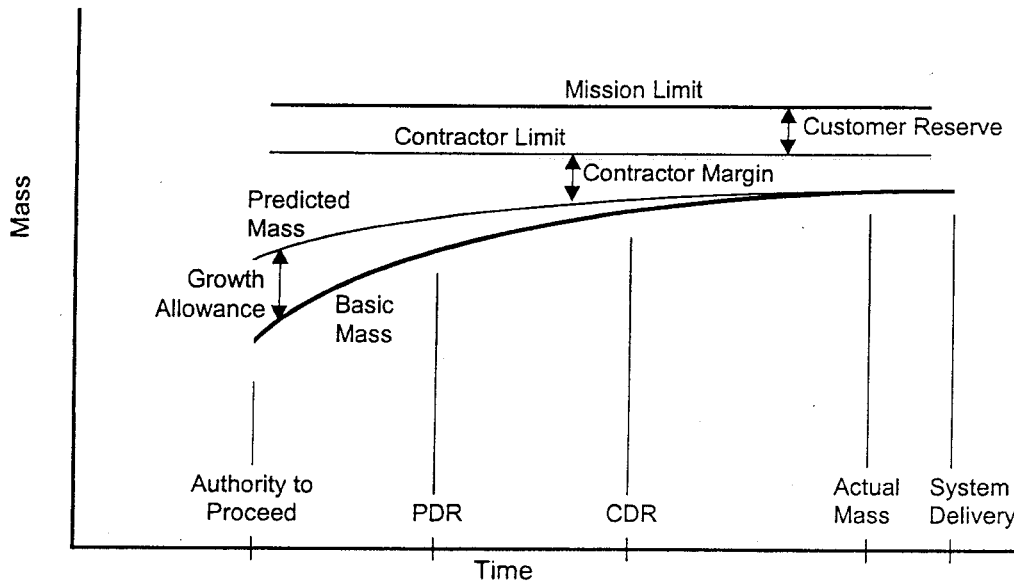 Mission Limit
Customer Reserve
Contractor Limit
Contractor Margin
Predicted
Mass
Mass
Growth
Allowance
Basic
Mass
Authority to
Proceed
PDR
CDR
Actual
Mass
System
Delivery
Time